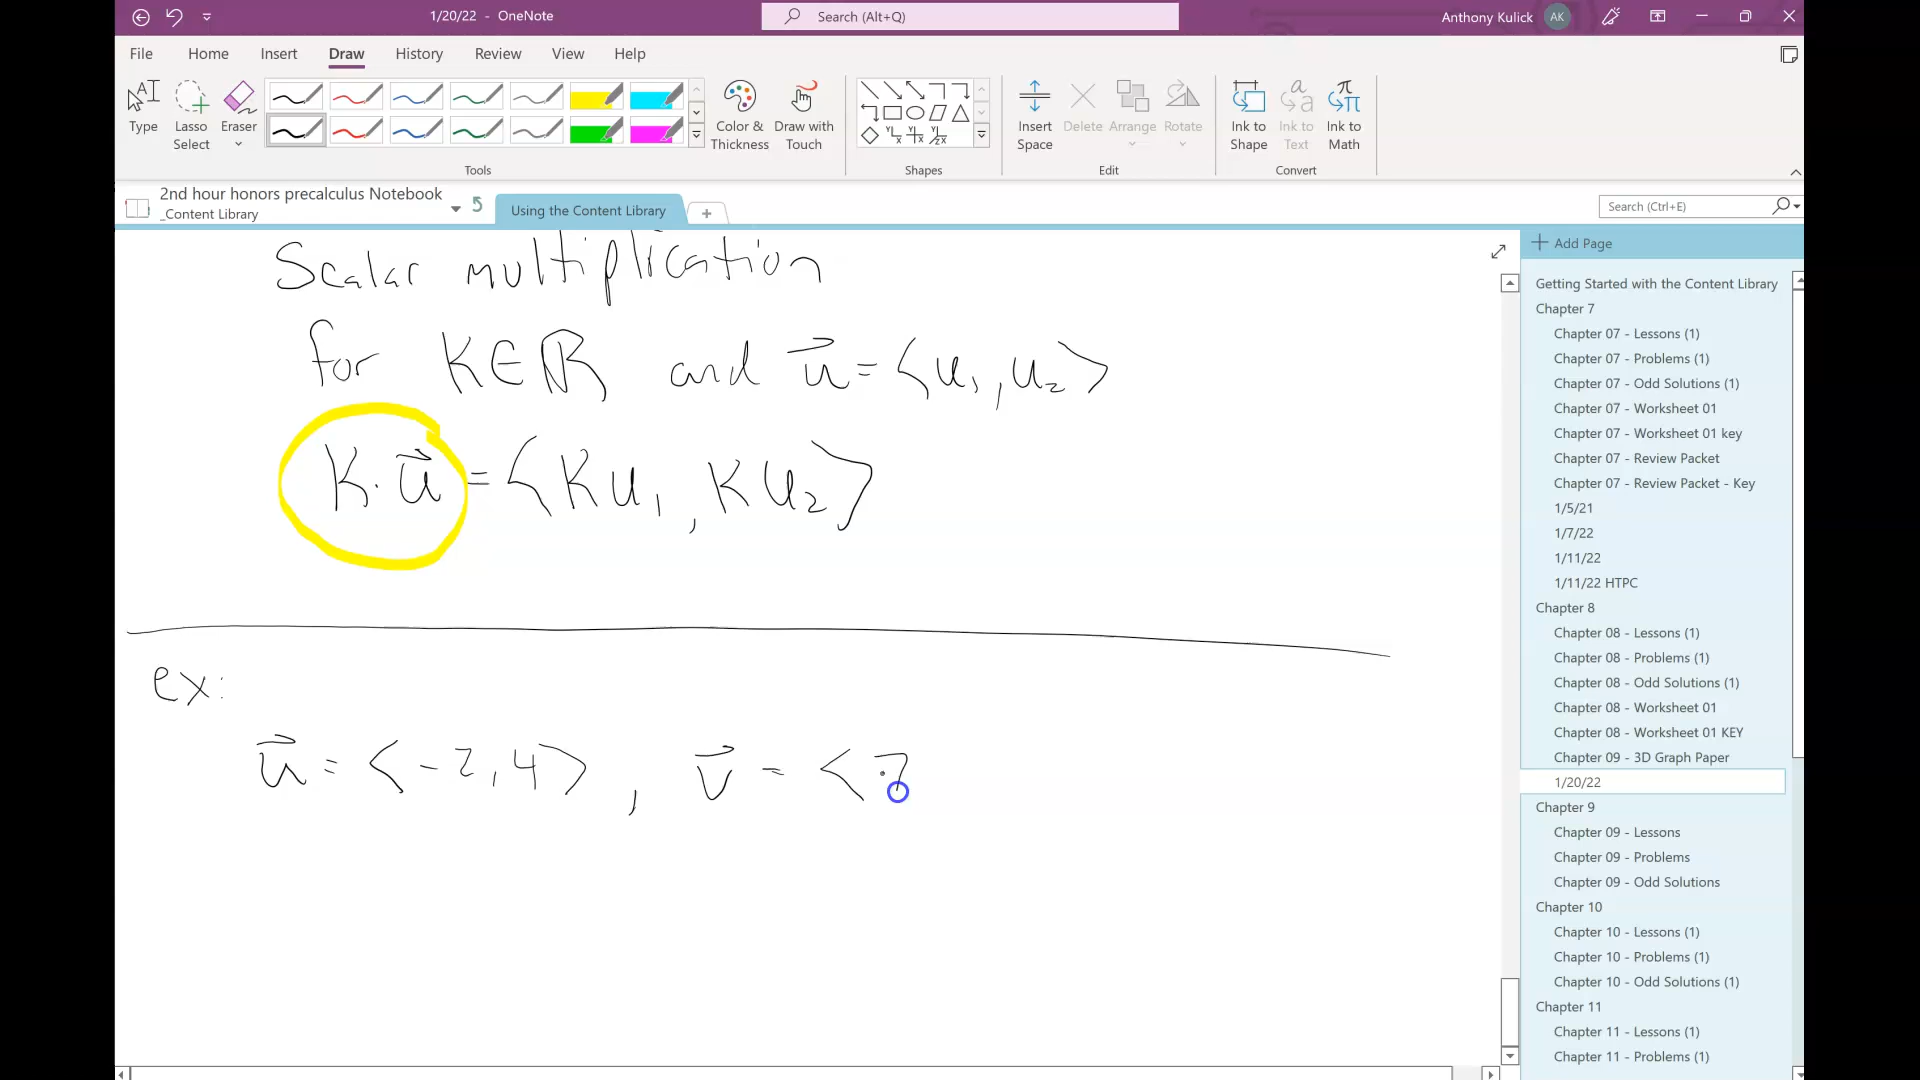 1/20/22 - OneNote
Search (Alt+Q)
Anthony Kulick
AK
File Home Insert Draw History Review View Help
Type
Lasso Select
Eraser
Color & Thickness
Draw with Touch
Insert Space
Delete
Arrange
Rotate
Ink to Shape
Ink to Text
Ink to Math
Tools
Shapes
Edit
Convert
2nd hour honors precalculus Notebook
_Content Library
Using the Content Library
Search (Ctrl+E)
Scalar multiplication
for K∈ℝ and u⃗ = ⟨u₁, u₂⟩
K·u⃗ = ⟨Ku₁, Ku₂⟩
ex:
u⃗ = ⟨-2, 4⟩ , v⃗ = ⟨7
Add Page
Getting Started with the Content Library
Chapter 7
Chapter 07 - Lessons (1)
Chapter 07 - Problems (1)
Chapter 07 - Odd Solutions (1)
Chapter 07 - Worksheet 01
Chapter 07 - Worksheet 01 key
Chapter 07 - Review Packet
Chapter 07 - Review Packet - Key
1/5/21
1/7/22
1/11/22
1/11/22 HTPC
Chapter 8
Chapter 08 - Lessons (1)
Chapter 08 - Problems (1)
Chapter 08 - Odd Solutions (1)
Chapter 08 - Worksheet 01
Chapter 08 - Worksheet 01 KEY
Chapter 09 - 3D Graph Paper
1/20/22
Chapter 9
Chapter 09 - Lessons
Chapter 09 - Problems
Chapter 09 - Odd Solutions
Chapter 10
Chapter 10 - Lessons (1)
Chapter 10 - Problems (1)
Chapter 10 - Odd Solutions (1)
Chapter 11
Chapter 11 - Lessons (1)
Chapter 11 - Problems (1)